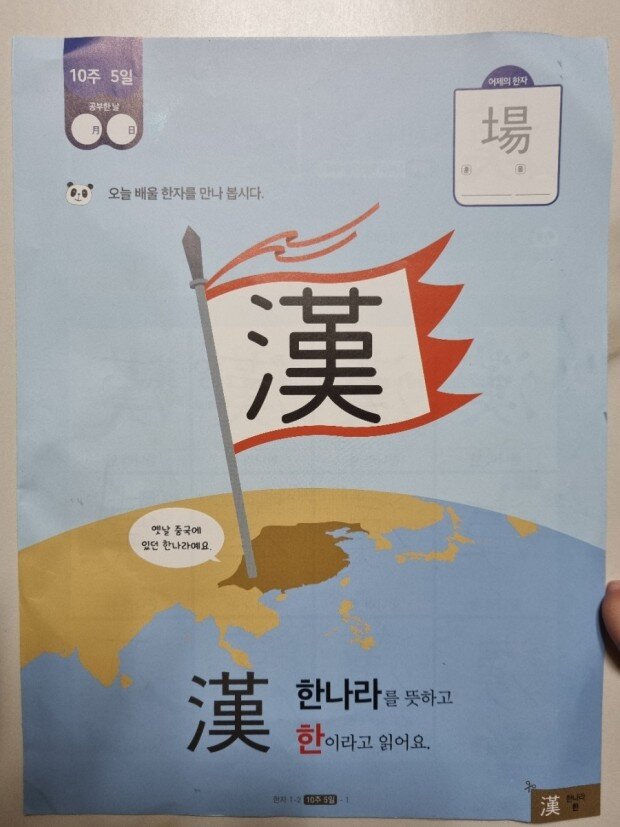 10주 5일
공부한 날
月 日
어제의 한자
場
훈 음
오늘 배울 한자를 만나 봅시다.
漢
옛날 중국에
있던 한나라예요.
漢 한나라를 뜻하고
한이라고 읽어요.
한자 1-2 10주 5일 - 1
漢 한나라
한